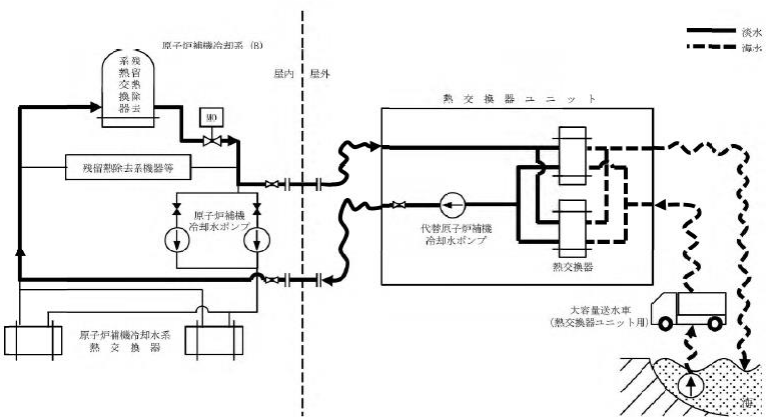 原子炉補機冷却系 (B)
淡水
海水
屋内
屋外
残留熱除去系熱交換器
MO
熱交換器ユニット
残留熱除去系機器等
原子炉補機
冷却水ポンプ
代替原子炉補機
冷却水ポンプ
熱交換器
大容量送水車
(熱交換器ユニット用)
原子炉補機冷却水系
熱交換器
海